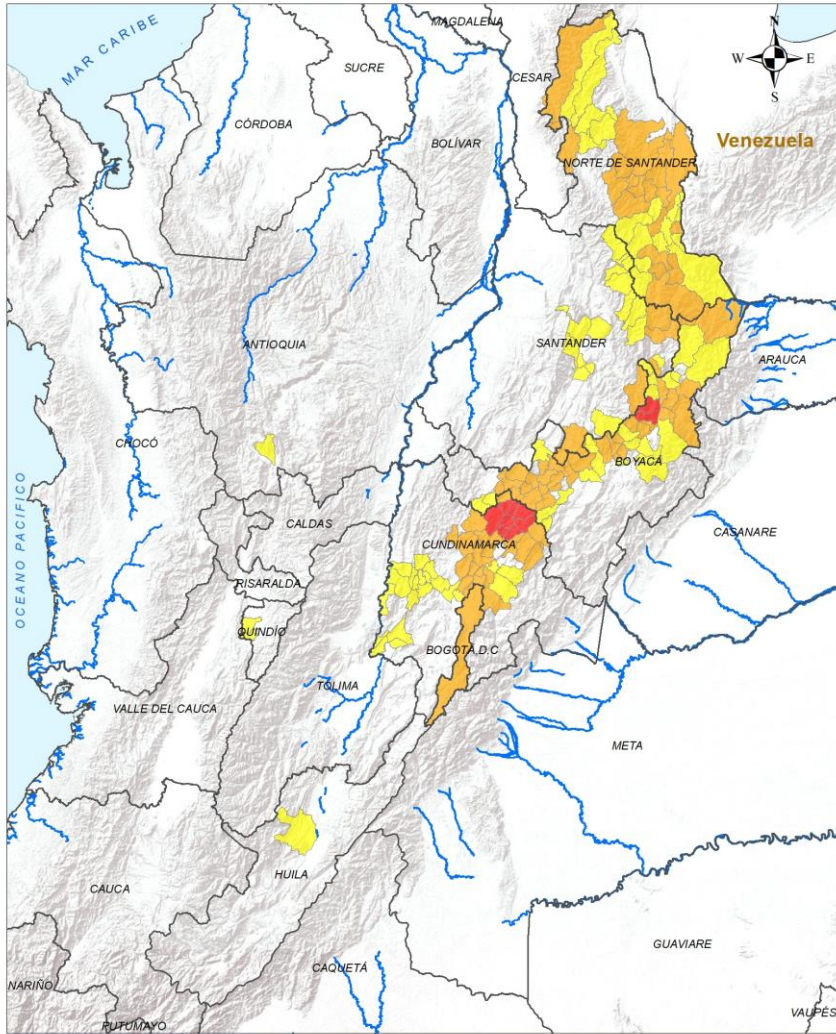 MAGDALENA
N
W
E
S
MAR CARIBE
SUCRE
CESAR
CÓRDOBA
BOLÍVAR
Venezuela
NORTE DE SANTANDER
ANTIOQUIA
SANTANDER
ARAUCA
CHOCÓ
BOYACÁ
CALDAS
CUNDINAMARCA
CASANARE
OCEANO PACIFICO
RISARALDA
QUINDÍO
BOGOTÁ,D.C
TOLIMA
VALLE DEL CAUCA
META
HUILA
CAUCA
GUAVIARE
CAQUETÁ
NARIÑO
PUTUMAYO
VAUPÉS